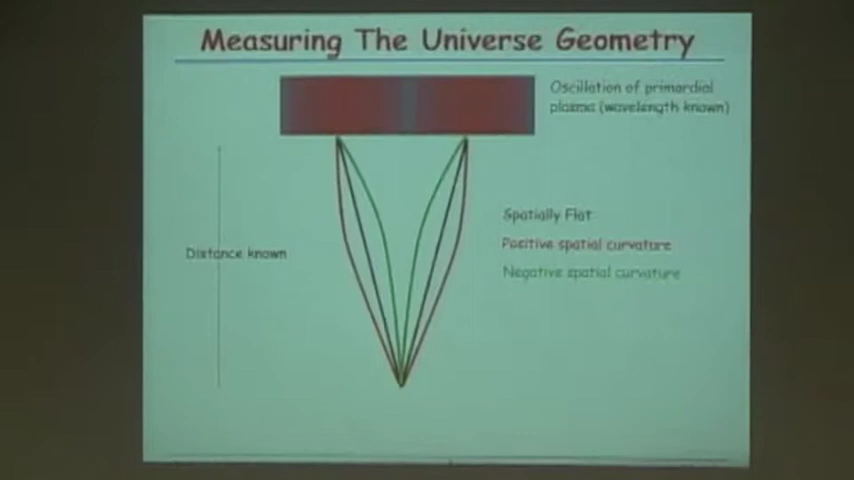 Measuring The Universe Geometry
Oscillation of primordial
plasma (wavelength known)
Spatially Flat
Positive spatial curvature
Distance known
Negative spatial curvature